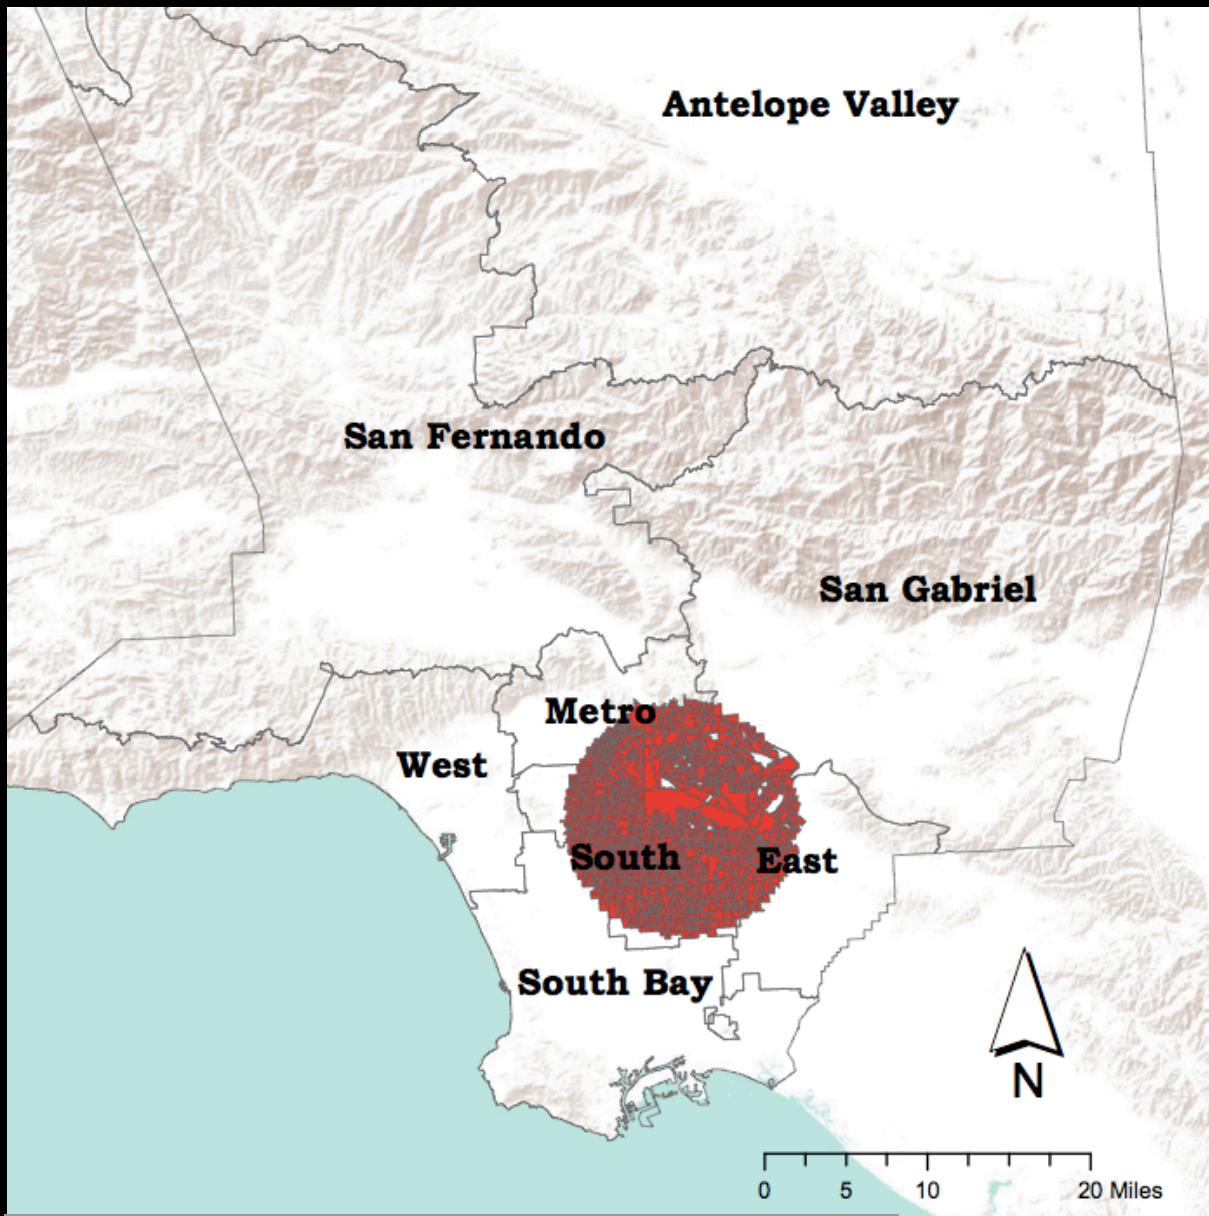 Antelope Valley
San Fernando
San Gabriel
Metro
West
South
East
South Bay
N
0 5 10 20 Miles